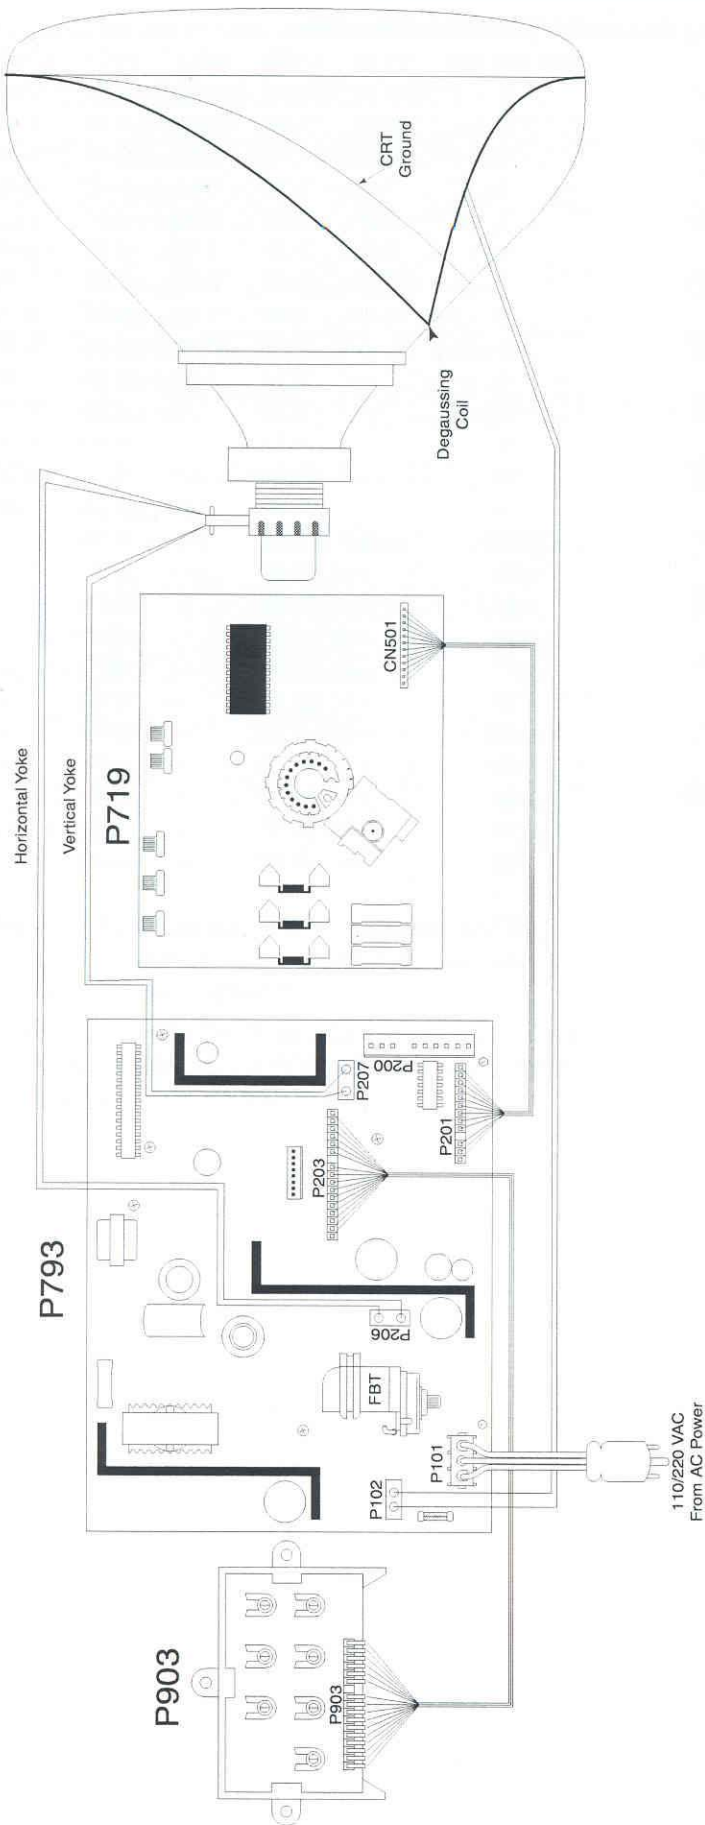 CRT
Ground
Degaussing
Coil
Horizontal Yoke
Vertical Yoke
P719
CN501
P793
P207
P200
P203
P201
P206
FBT
P101
P102
110/220 VAC
From AC Power
P903
P903